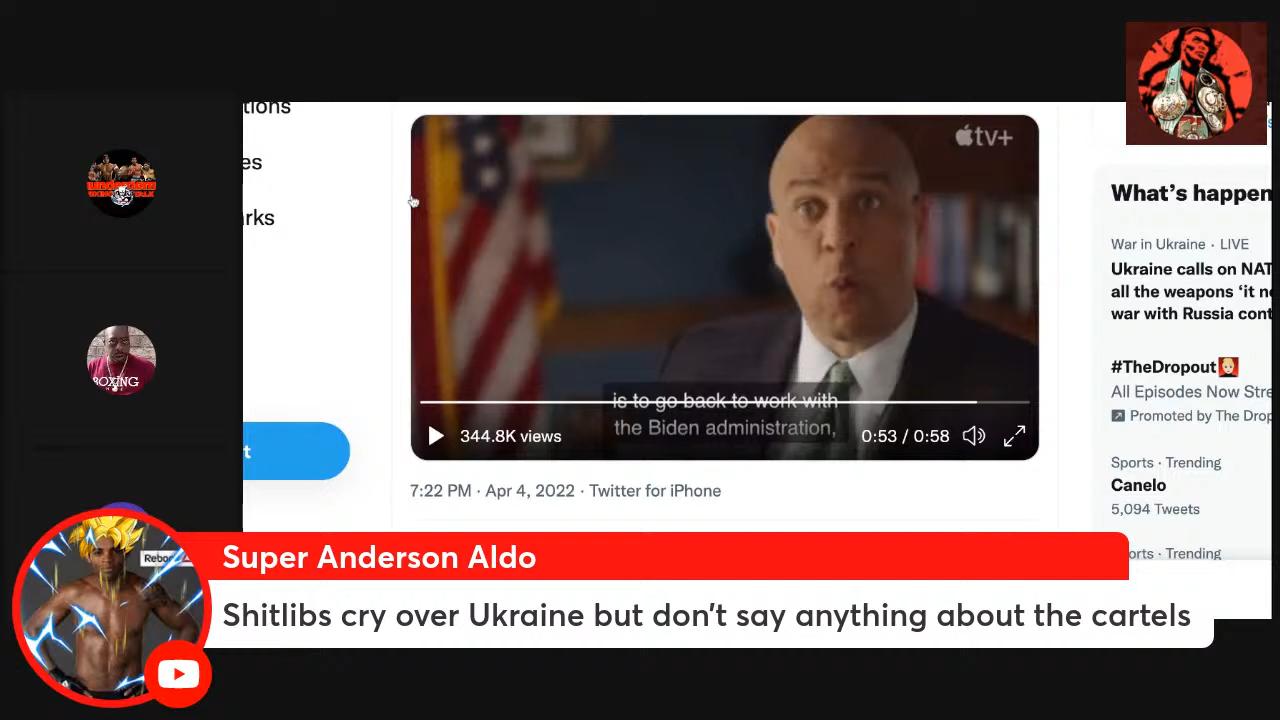 tions
es
rks
t
tv+
is to go back to work with
the Biden administration,
344.8K views
0:53 / 0:58
7:22 PM · Apr 4, 2022 · Twitter for iPhone
What's happen
War in Ukraine · LIVE
Ukraine calls on NAT
all the weapons 'it ne
war with Russia cont
#TheDropout
All Episodes Now Stre
Promoted by The Drop
Sports · Trending
Canelo
5,094 Tweets
orts · Trending
BOXING
Super Anderson Aldo
Shitlibs cry over Ukraine but don't say anything about the cartels